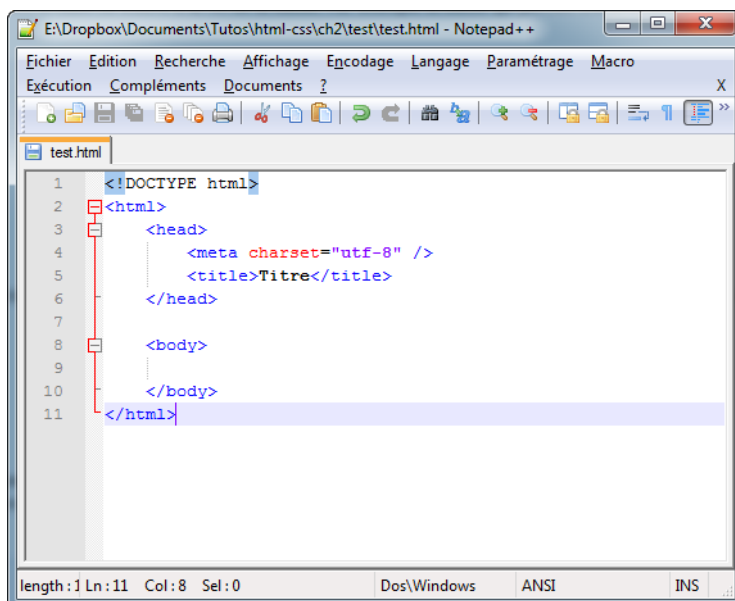 E:\Dropbox\Documents\Tutos\html-css\ch2\test\test.html - Notepad++
Fichier Edition Recherche Affichage Encodage Langage Paramétrage Macro
Exécution Compléments Documents ? X
test.html
1 <!DOCTYPE html>
2 <html>
3 <head>
4 <meta charset="utf-8" />
5 <title>Titre</title>
6 </head>
7
8 <body>
9
10 </body>
11 </html>
length : 1 Ln : 11 Col : 8 Sel : 0 Dos\Windows ANSI INS